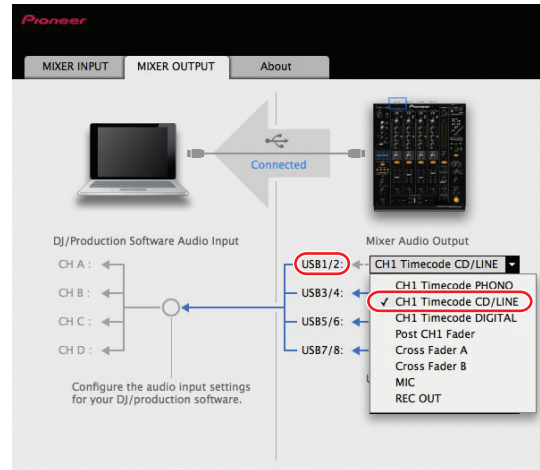 Pioneer
MIXER INPUT
MIXER OUTPUT
About
Connected
DJ/Production Software Audio Input
CH A :
CH B :
CH C :
CH D :
Configure the audio input settings
for your DJ/production software.
Mixer Audio Output
USB1/2:
CH1 Timecode CD/LINE
USB3/4:
USB5/6:
USB7/8:
CH1 Timecode PHONO
✓ CH1 Timecode CD/LINE
CH1 Timecode DIGITAL
Post CH1 Fader
Cross Fader A
Cross Fader B
MIC
REC OUT